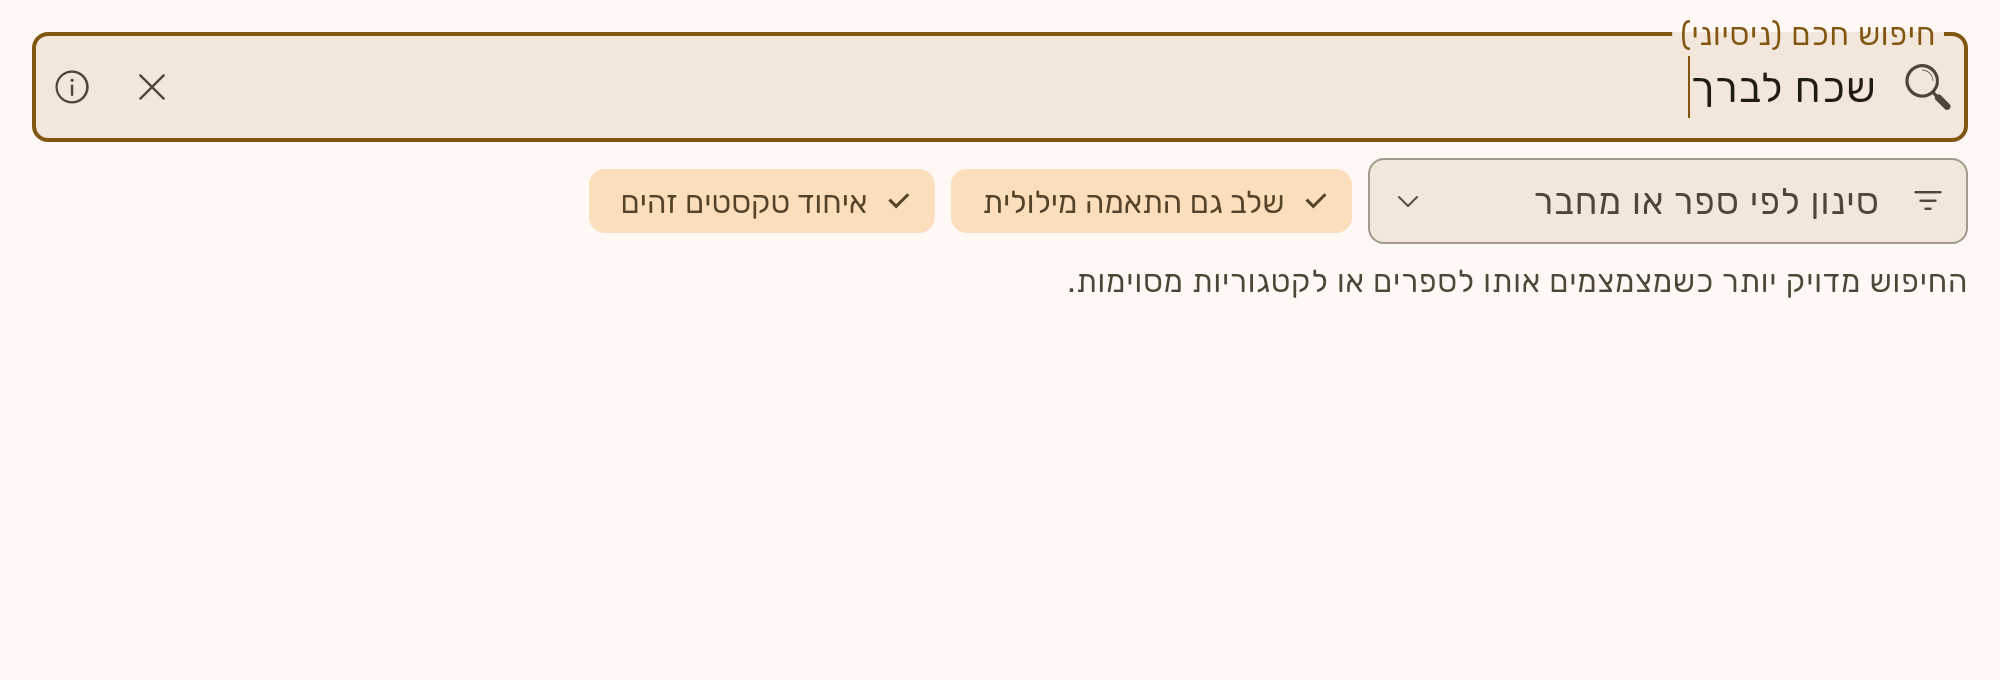 חיפוש חכם (ניסיוני)
שכח לברך
סינון לפי ספר או מחבר
שלב גם התאמה מילולית
איחוד טקסטים זהים
החיפוש מדויק יותר כשמצמצמים אותו לספרים או לקטגוריות מסוימות.